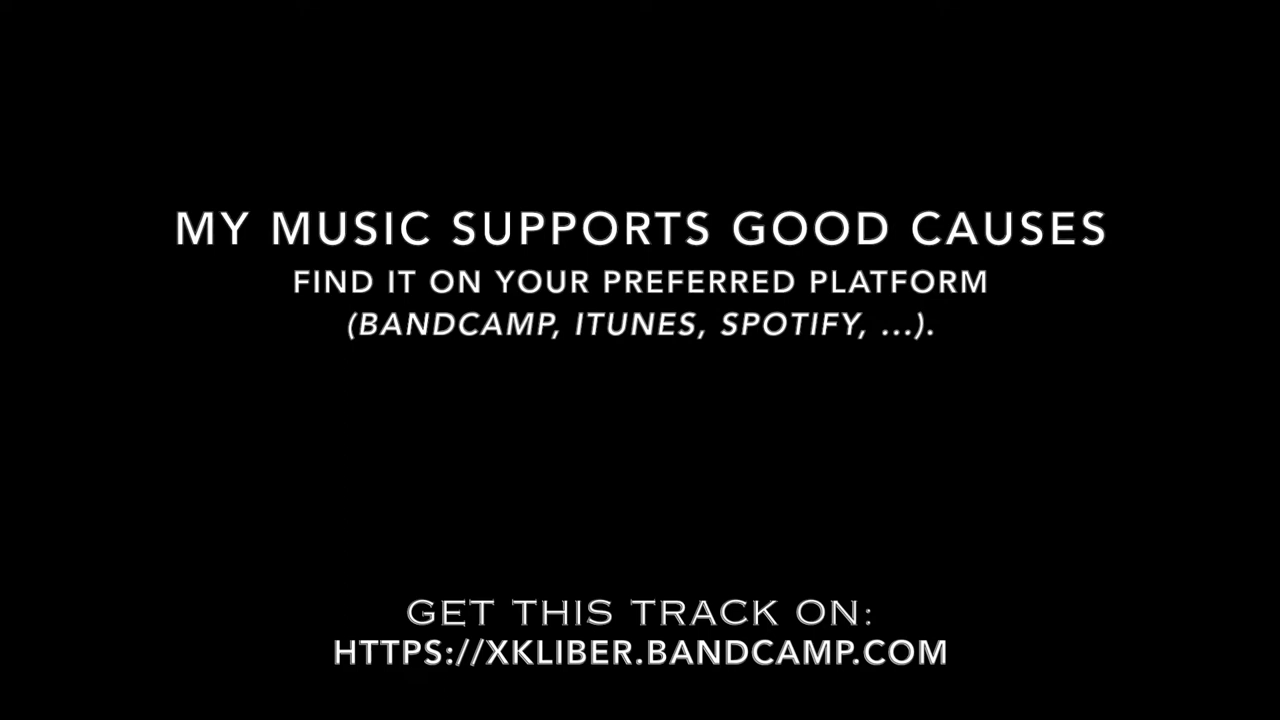 MY MUSIC SUPPORTS GOOD CAUSES
FIND IT ON YOUR PREFERRED PLATFORM
(BANDCAMP, ITUNES, SPOTIFY, ...).
GET THIS TRACK ON:
HTTPS://XKLIBER.BANDCAMP.COM